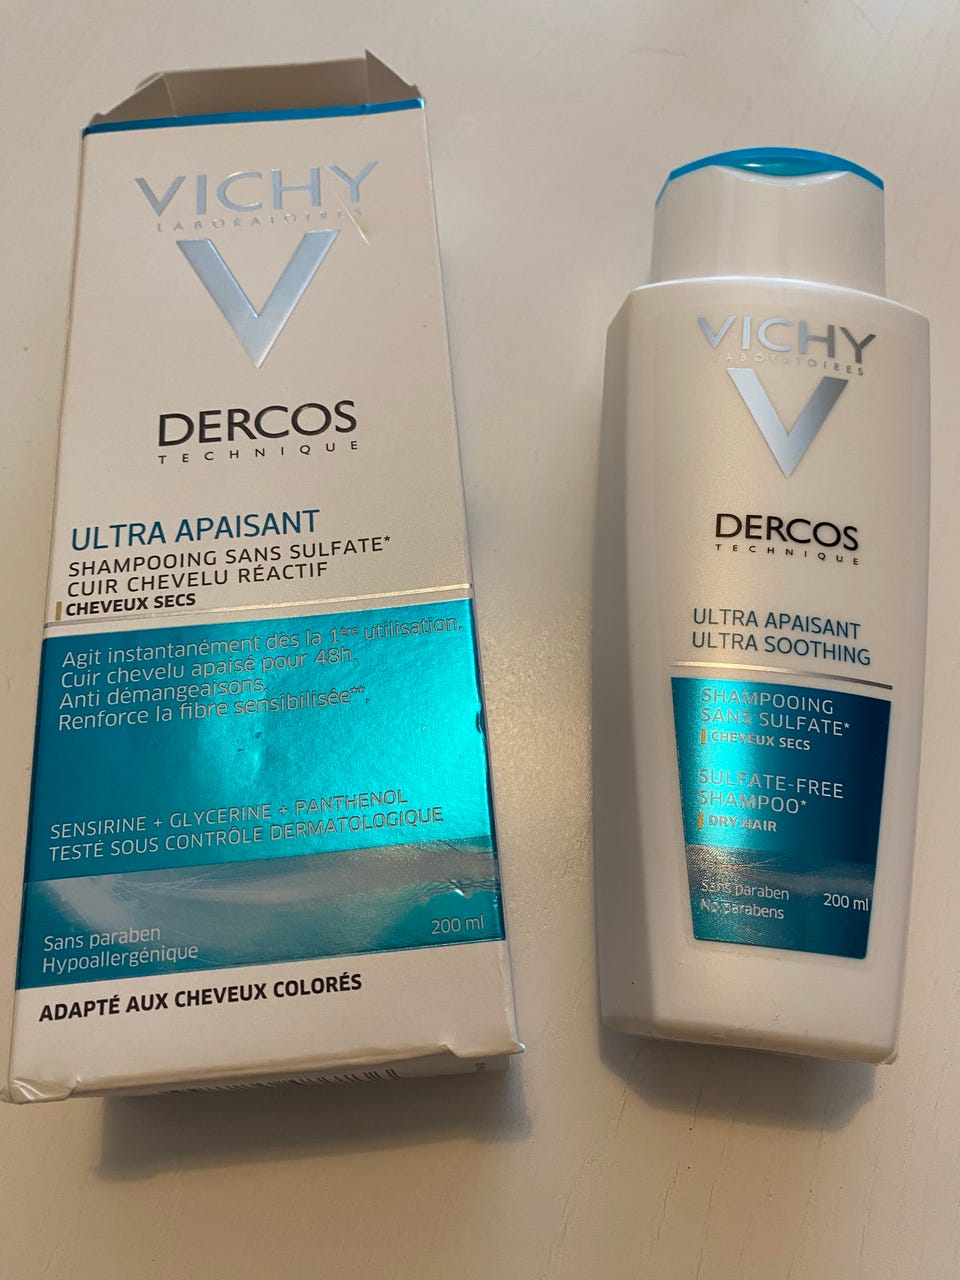 VICHY
LABORATOIRES
DERCOS
TECHNIQUE
ULTRA APAISANT
SHAMPOOING SANS SULFATE*
CUIR CHEVELU RÉACTIF
CHEVEUX SECS
Agit instantanément dès la 1ère utilisation.
Cuir chevelu apaisé pour 48h.
Anti démangeaisons.
Renforce la fibre sensibilisée**.
SENSIRINE + GLYCERINE + PANTHENOL
TESTÉ SOUS CONTRÔLE DERMATOLOGIQUE
Sans paraben
Hypoallergénique
200 ml
ADAPTÉ AUX CHEVEUX COLORÉS
VICHY
LABORATOIRES
DERCOS
TECHNIQUE
ULTRA APAISANT
ULTRA SOOTHING
SHAMPOOING
SANS SULFATE*
CHEVEUX SECS
SULFATE-FREE
SHAMPOO*
DRY HAIR
Sans paraben
No parabens
200 ml